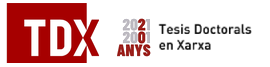 TDX
2021
2001
ANYS
Tesis Doctorals
en Xarxa